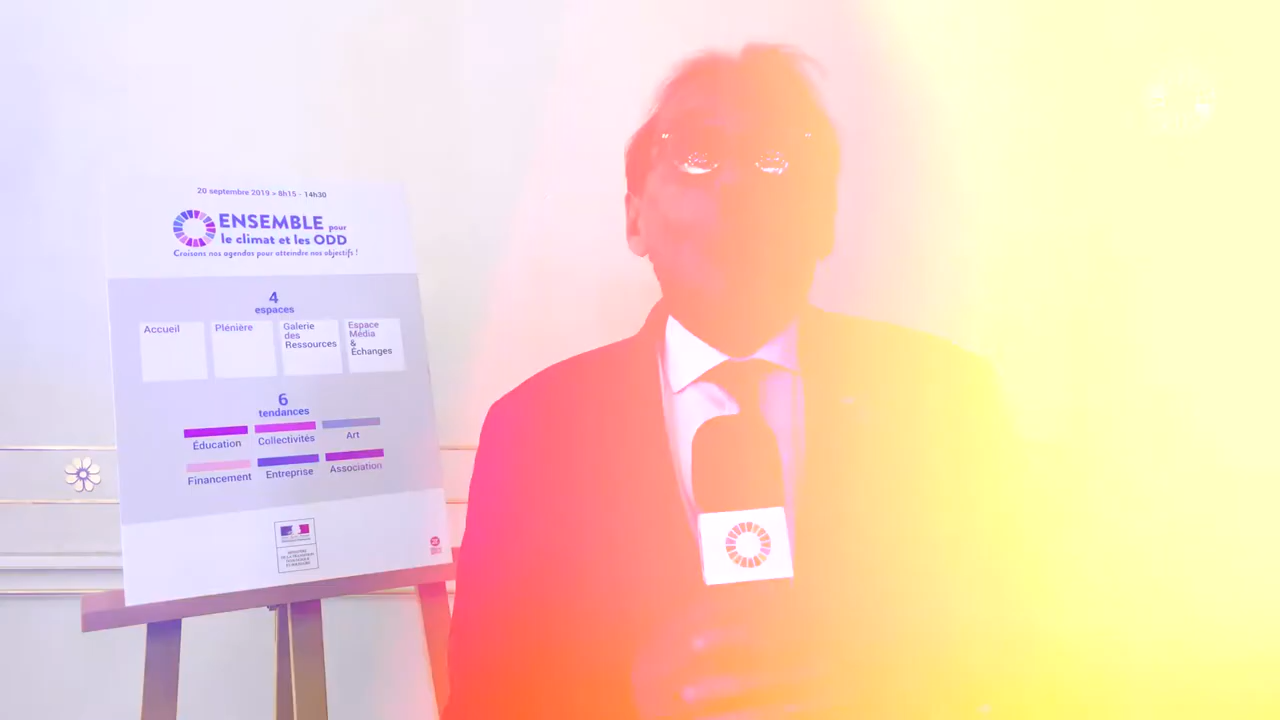 20 septembre 2019 > 8h15 - 14h30
ENSEMBLE pour
le climat et les ODD
Croisons nos agendas pour atteindre nos objectifs !
4
espaces
Accueil
Plénière
Galerie
des
Ressources
Espace
Média
&
Échanges
6
tendances
Éducation
Collectivités
Art
Financement
Entreprise
Association